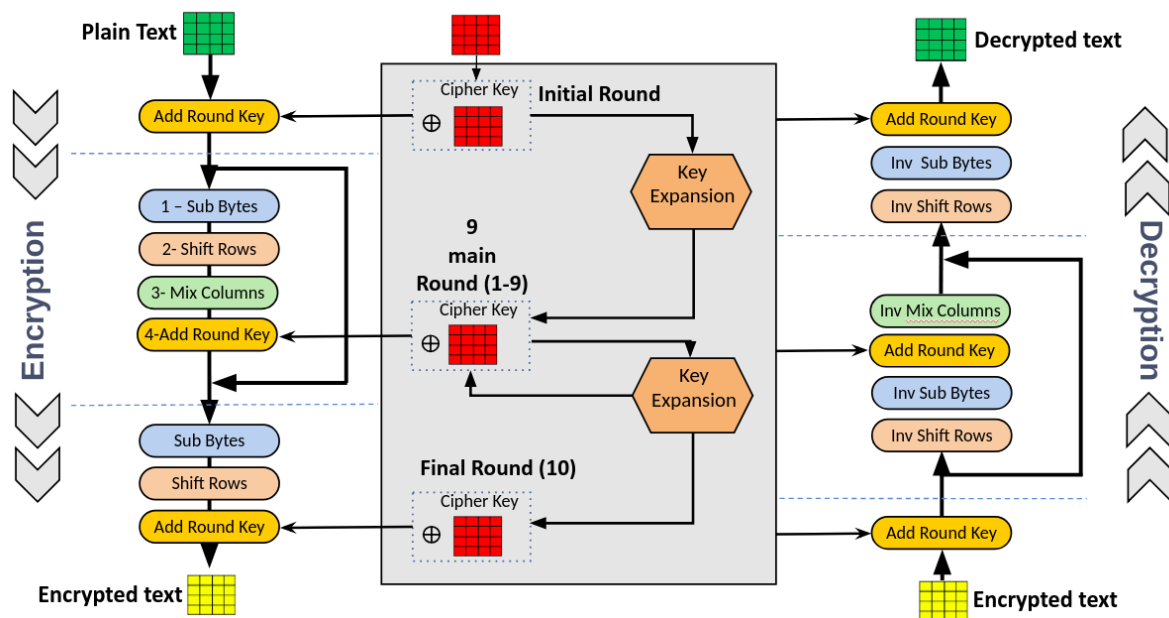 Plain Text
Add Round Key
1 – Sub Bytes
2- Shift Rows
3- Mix Columns
4-Add Round Key
Sub Bytes
Shift Rows
Add Round Key
Encrypted text
Encryption
Cipher Key
Initial Round
⊕
Key
Expansion
9
main
Round (1-9)
Cipher Key
⊕
Key
Expansion
Final Round (10)
Cipher Key
⊕
Decrypted text
Add Round Key
Inv  Sub Bytes
Inv Shift Rows
Inv Mix Columns
Add Round Key
Inv Sub Bytes
Inv Shift Rows
Add Round Key
Encrypted text
Decryption